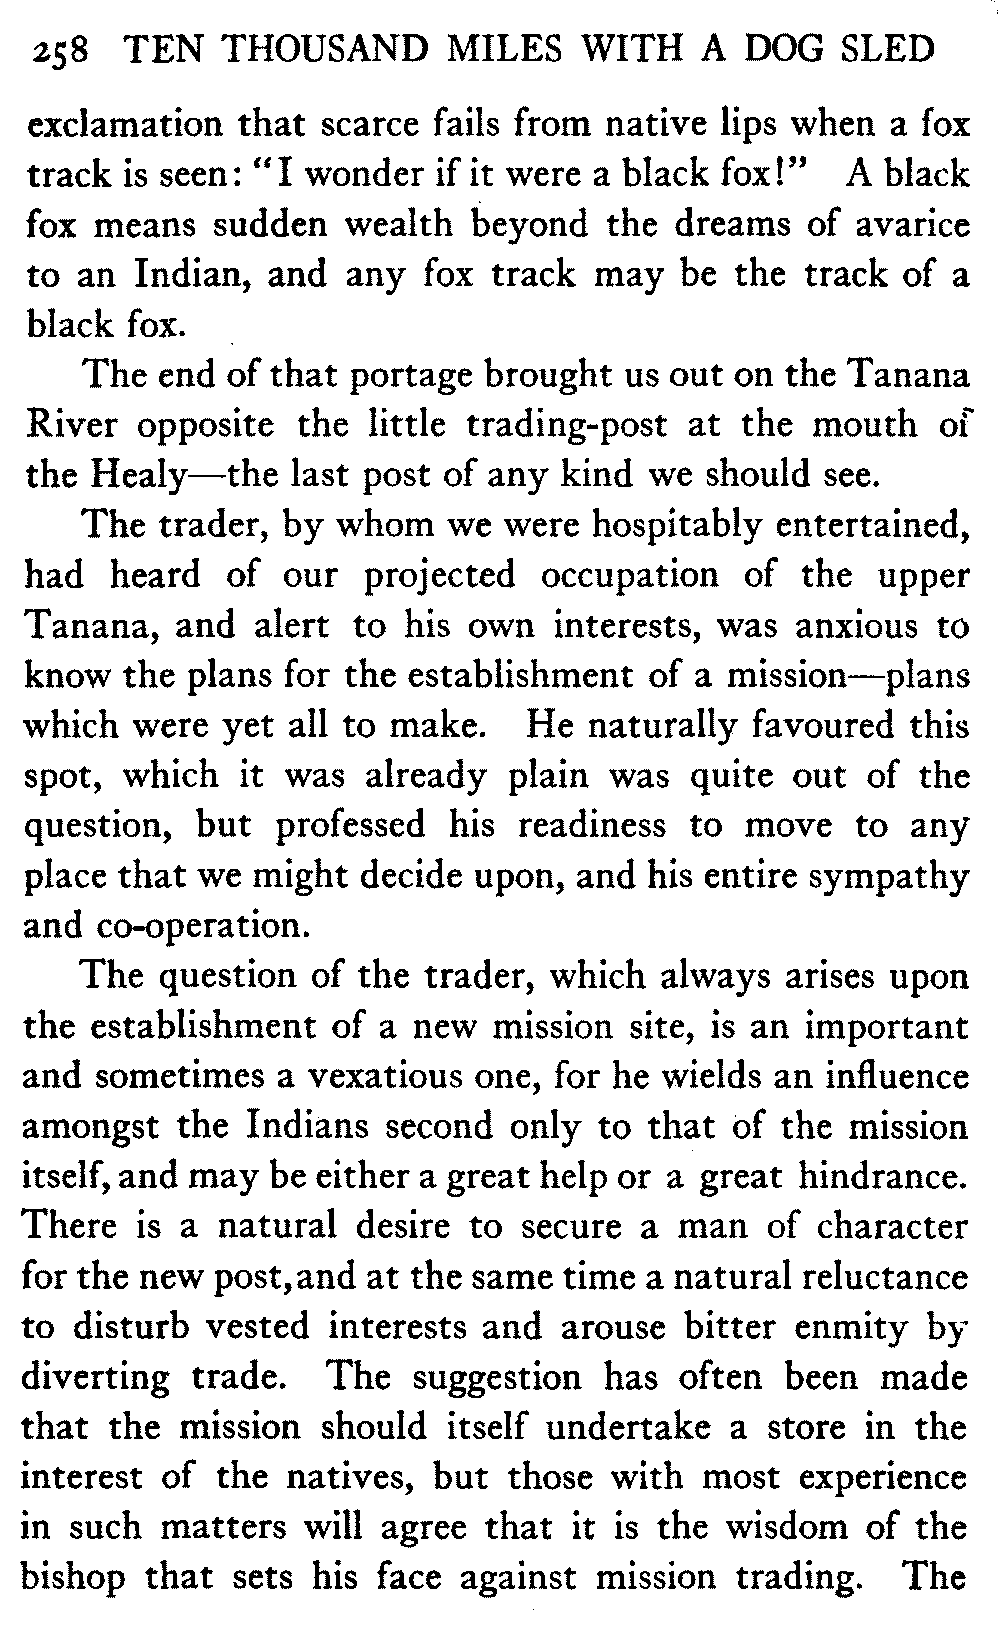 258 TEN THOUSAND MILES WITH A DOG SLED
exclamation that scarce fails from native lips when a fox
track is seen: "I wonder if it were a black fox!" A black
fox means sudden wealth beyond the dreams of avarice
to an Indian, and any fox track may be the track of a
black fox.
The end of that portage brought us out on the Tanana
River opposite the little trading-post at the mouth of
the Healy—the last post of any kind we should see.
The trader, by whom we were hospitably entertained,
had heard of our projected occupation of the upper
Tanana, and alert to his own interests, was anxious to
know the plans for the establishment of a mission—plans
which were yet all to make. He naturally favoured this
spot, which it was already plain was quite out of the
question, but professed his readiness to move to any
place that we might decide upon, and his entire sympathy
and co-operation.
The question of the trader, which always arises upon
the establishment of a new mission site, is an important
and sometimes a vexatious one, for he wields an influence
amongst the Indians second only to that of the mission
itself, and may be either a great help or a great hindrance.
There is a natural desire to secure a man of character
for the new post, and at the same time a natural reluctance
to disturb vested interests and arouse bitter enmity by
diverting trade. The suggestion has often been made
that the mission should itself undertake a store in the
interest of the natives, but those with most experience
in such matters will agree that it is the wisdom of the
bishop that sets his face against mission trading. The